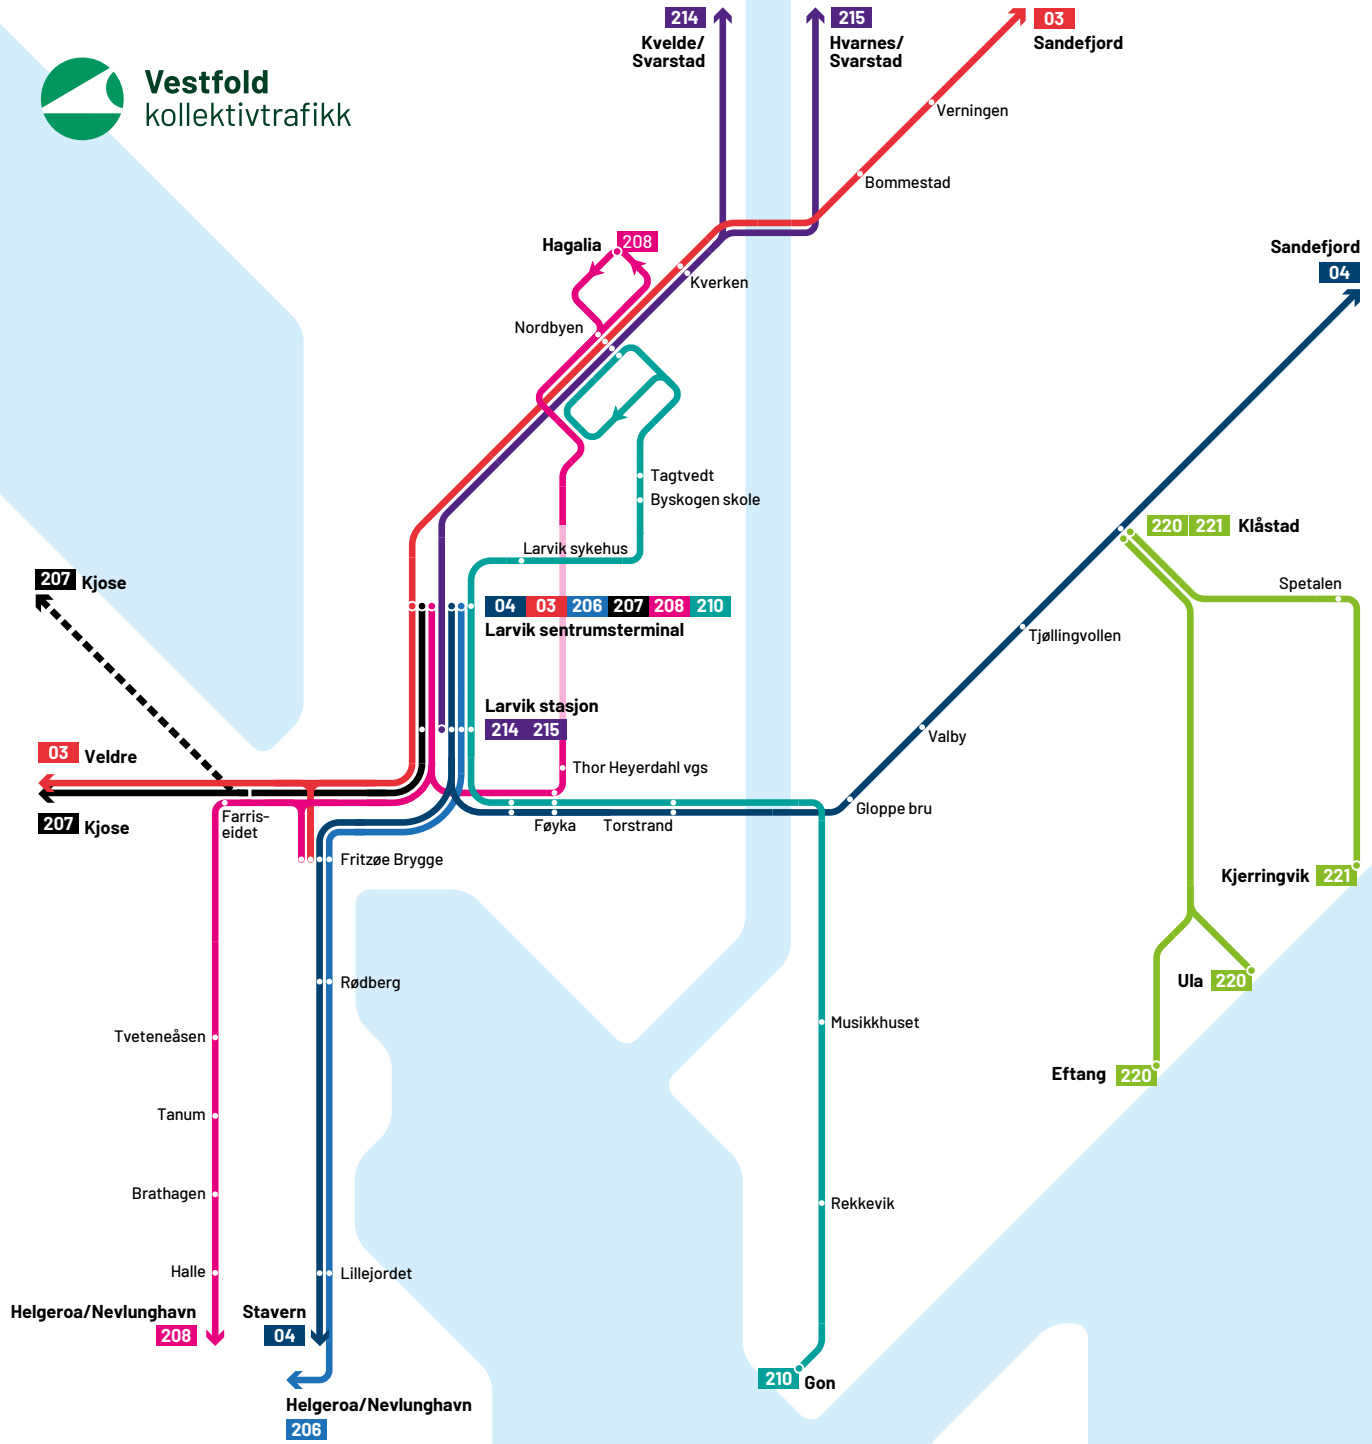 214
Kvelde/
Svarstad
215
Hvarnes/
Svarstad
03
Sandefjord
Vestfold
kollektivtrafikk
Verningen
Bommestad
Hagalia
208
Sandefjord
04
Kverken
Nordbyen
Tagtvedt
Byskogen skole
220 221 Klåstad
Larvik sykehus
207 Kjose
Spetalen
04 03 206 207 208 210
Larvik sentrumsterminal
Tjøllingvollen
Larvik stasjon
214 215
Valby
03 Veldre
Thor Heyerdahl vgs
Gloppe bru
207 Kjose
Farris-
eidet
Føyka
Torstrand
Fritzøe Brygge
Kjerringvik 221
Rødberg
Ula 220
Musikkhuset
Tveteneåsen
Eftang 220
Tanum
Brathagen
Rekkevik
Halle
Lillejordet
Helgeroa/Nevlunghavn
208
Stavern
04
210 Gon
Helgeroa/Nevlunghavn
206